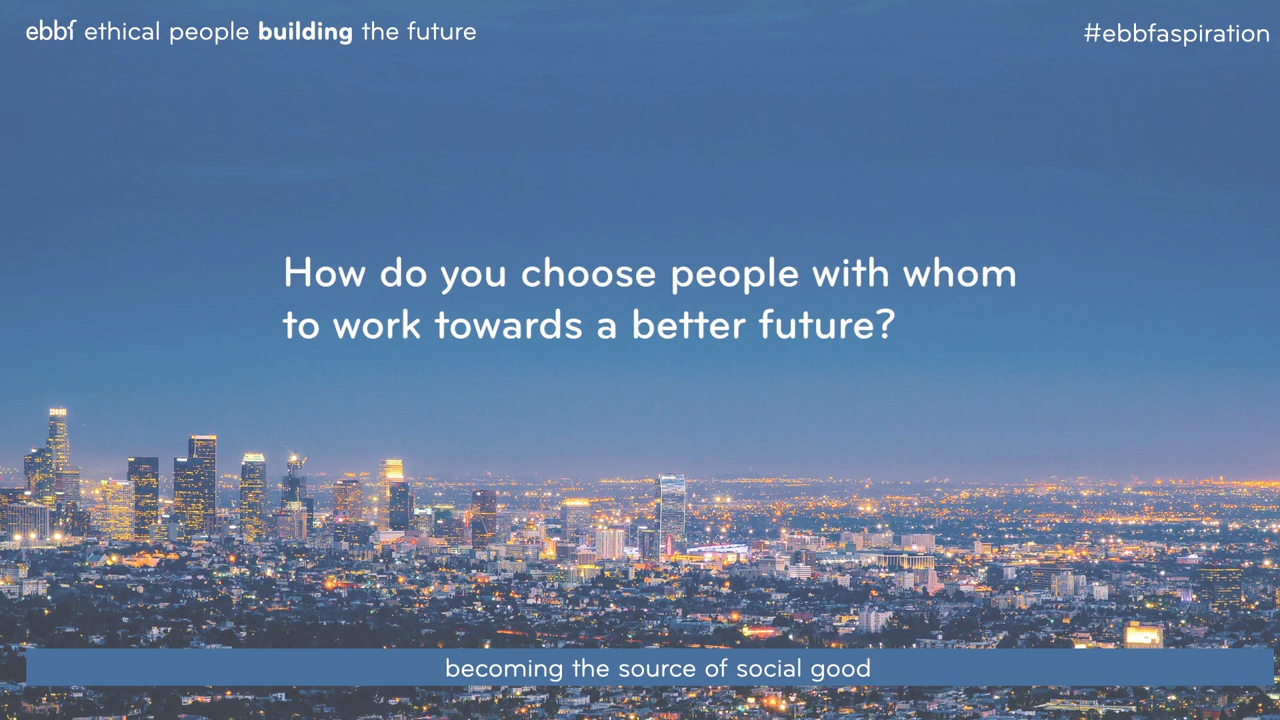 ebbf ethical people building the future
#ebbfaspiration
How do you choose people with whom
to work towards a better future?
becoming the source of social good